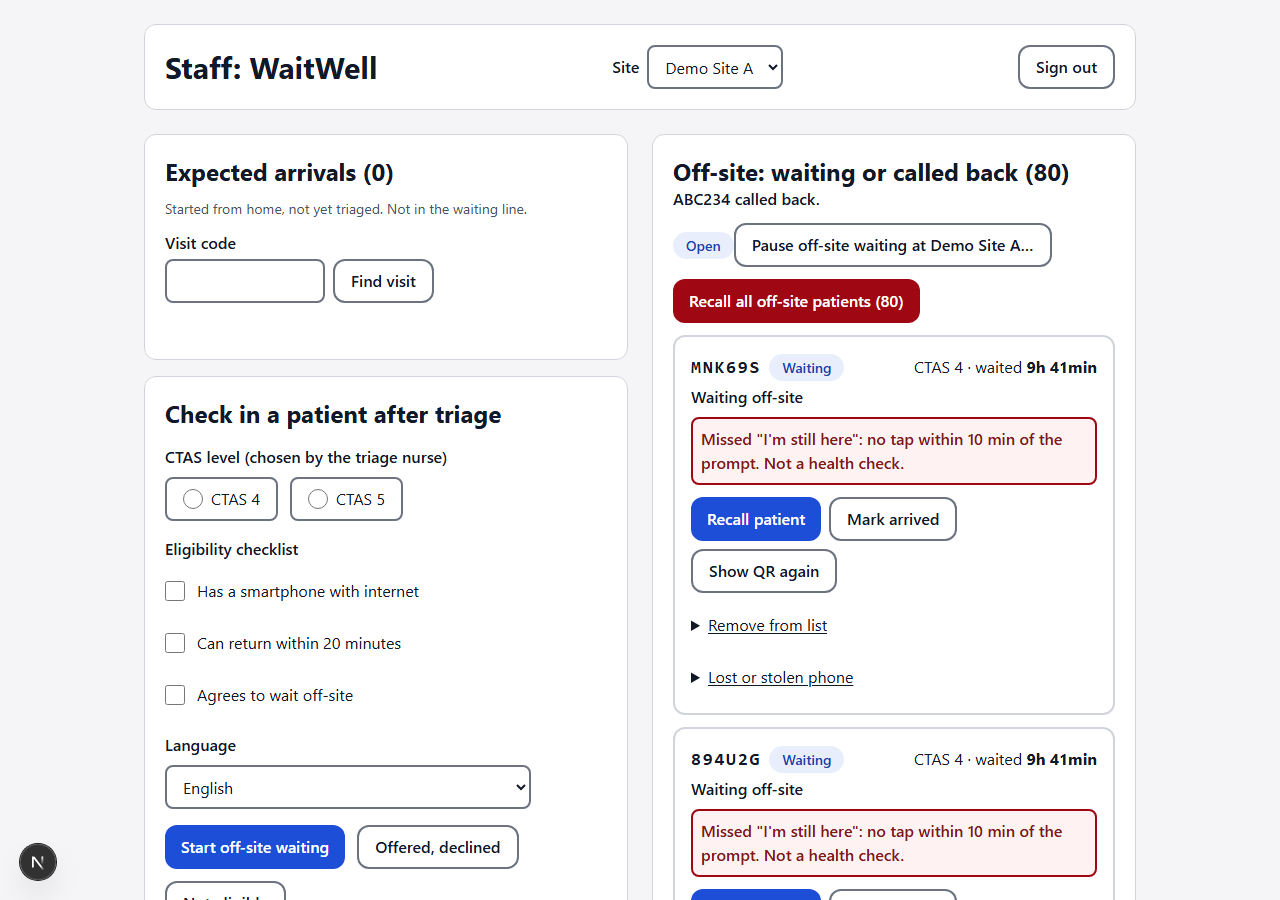 Staff: WaitWell
Site
Demo Site A
Sign out
Expected arrivals (0)
Started from home, not yet triaged. Not in the waiting line.
Visit code
Find visit
Check in a patient after triage
CTAS level (chosen by the triage nurse)
CTAS 4
CTAS 5
Eligibility checklist
Has a smartphone with internet
Can return within 20 minutes
Agrees to wait off-site
Language
English
Start off-site waiting
Offered, declined
Off-site: waiting or called back (80)
ABC234 called back.
Open
Pause off-site waiting at Demo Site A...
Recall all off-site patients (80)
MNK69S
Waiting
CTAS 4 · waited 9h 41min
Waiting off-site
Missed "I'm still here": no tap within 10 min of the
prompt. Not a health check.
Recall patient
Mark arrived
Show QR again
Remove from list
Lost or stolen phone
894U2G
Waiting
CTAS 4 · waited 9h 41min
Waiting off-site
Missed "I'm still here": no tap within 10 min of the
prompt. Not a health check.
N